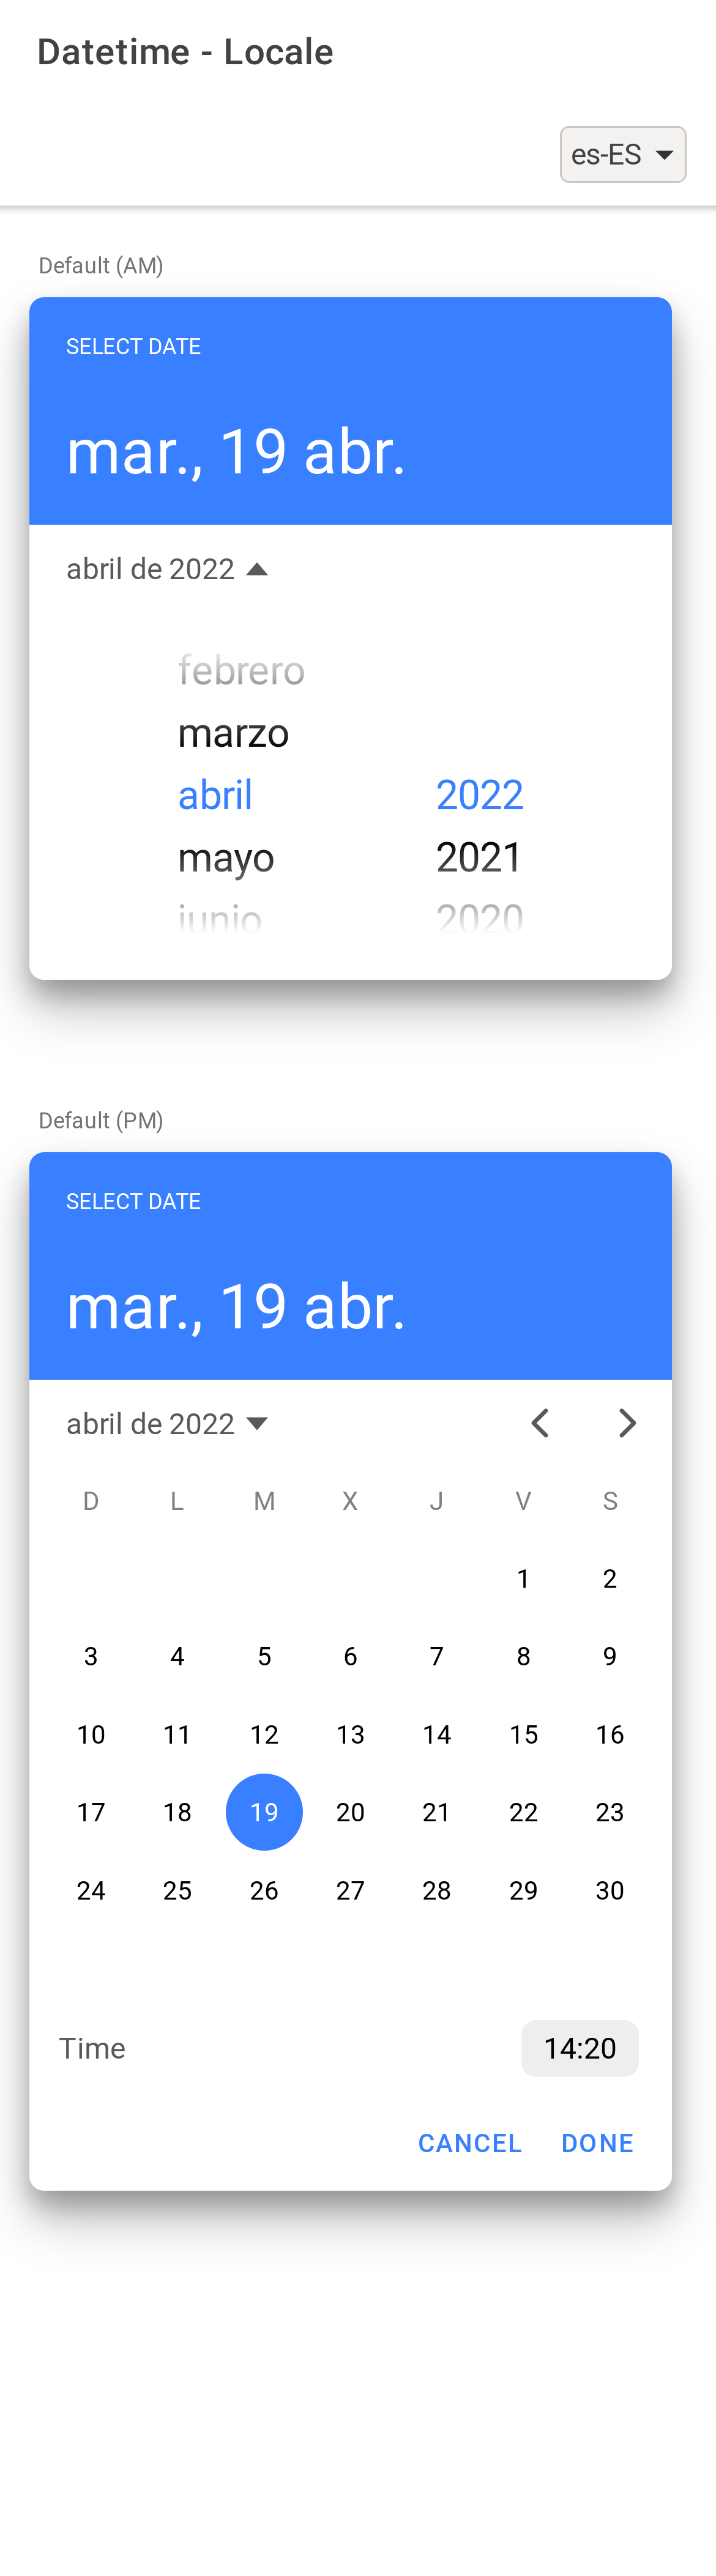 Datetime - Locale
es-ES
Default (AM)
SELECT DATE
mar., 19 abr.
abril de 2022
febrero
marzo
abril 2022
mayo 2021
junio 2020
Default (PM)
SELECT DATE
mar., 19 abr.
abril de 2022
D L M X J V S
1 2
3 4 5 6 7 8 9
10 11 12 13 14 15 16
17 18 19 20 21 22 23
24 25 26 27 28 29 30
Time 14:20
CANCEL DONE